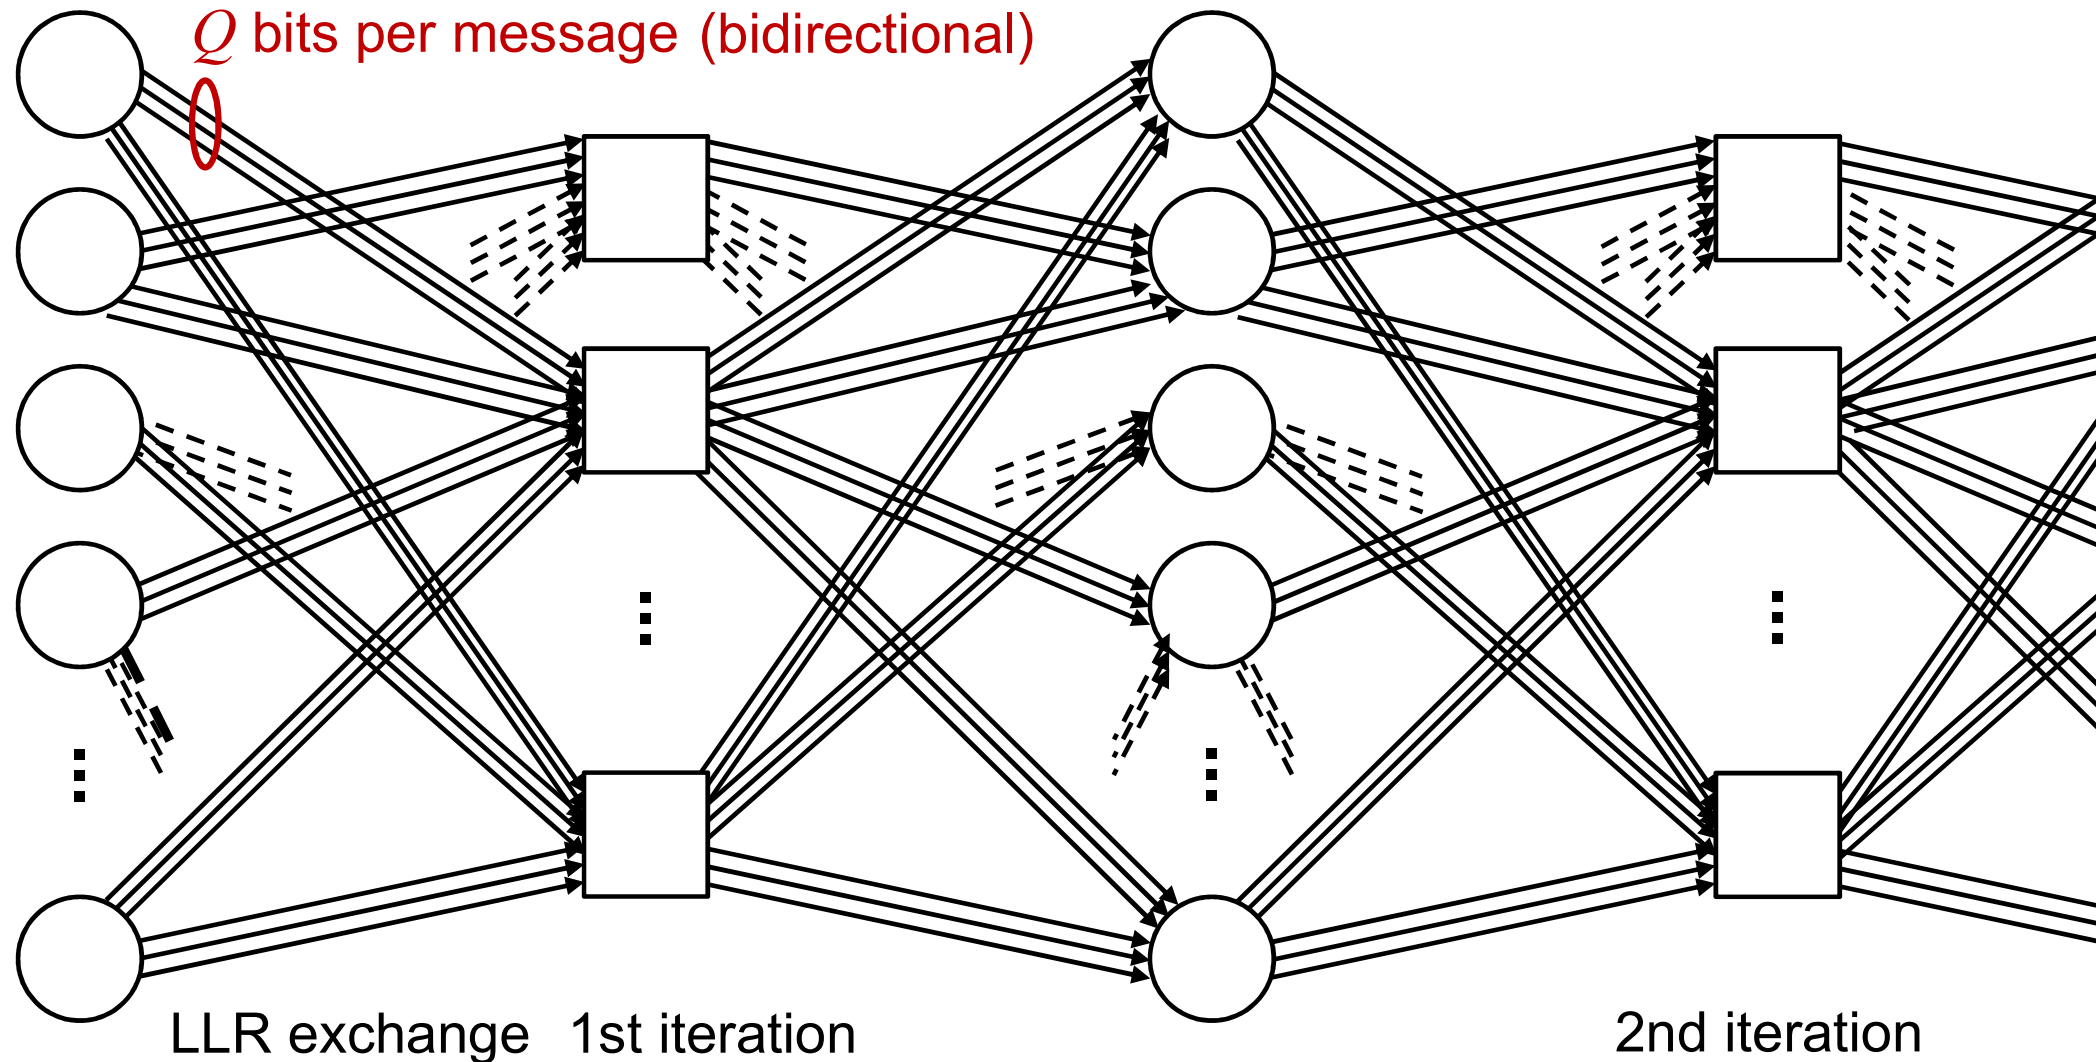 Q bits per message (bidirectional)
LLR exchange 1st iteration
2nd iteration